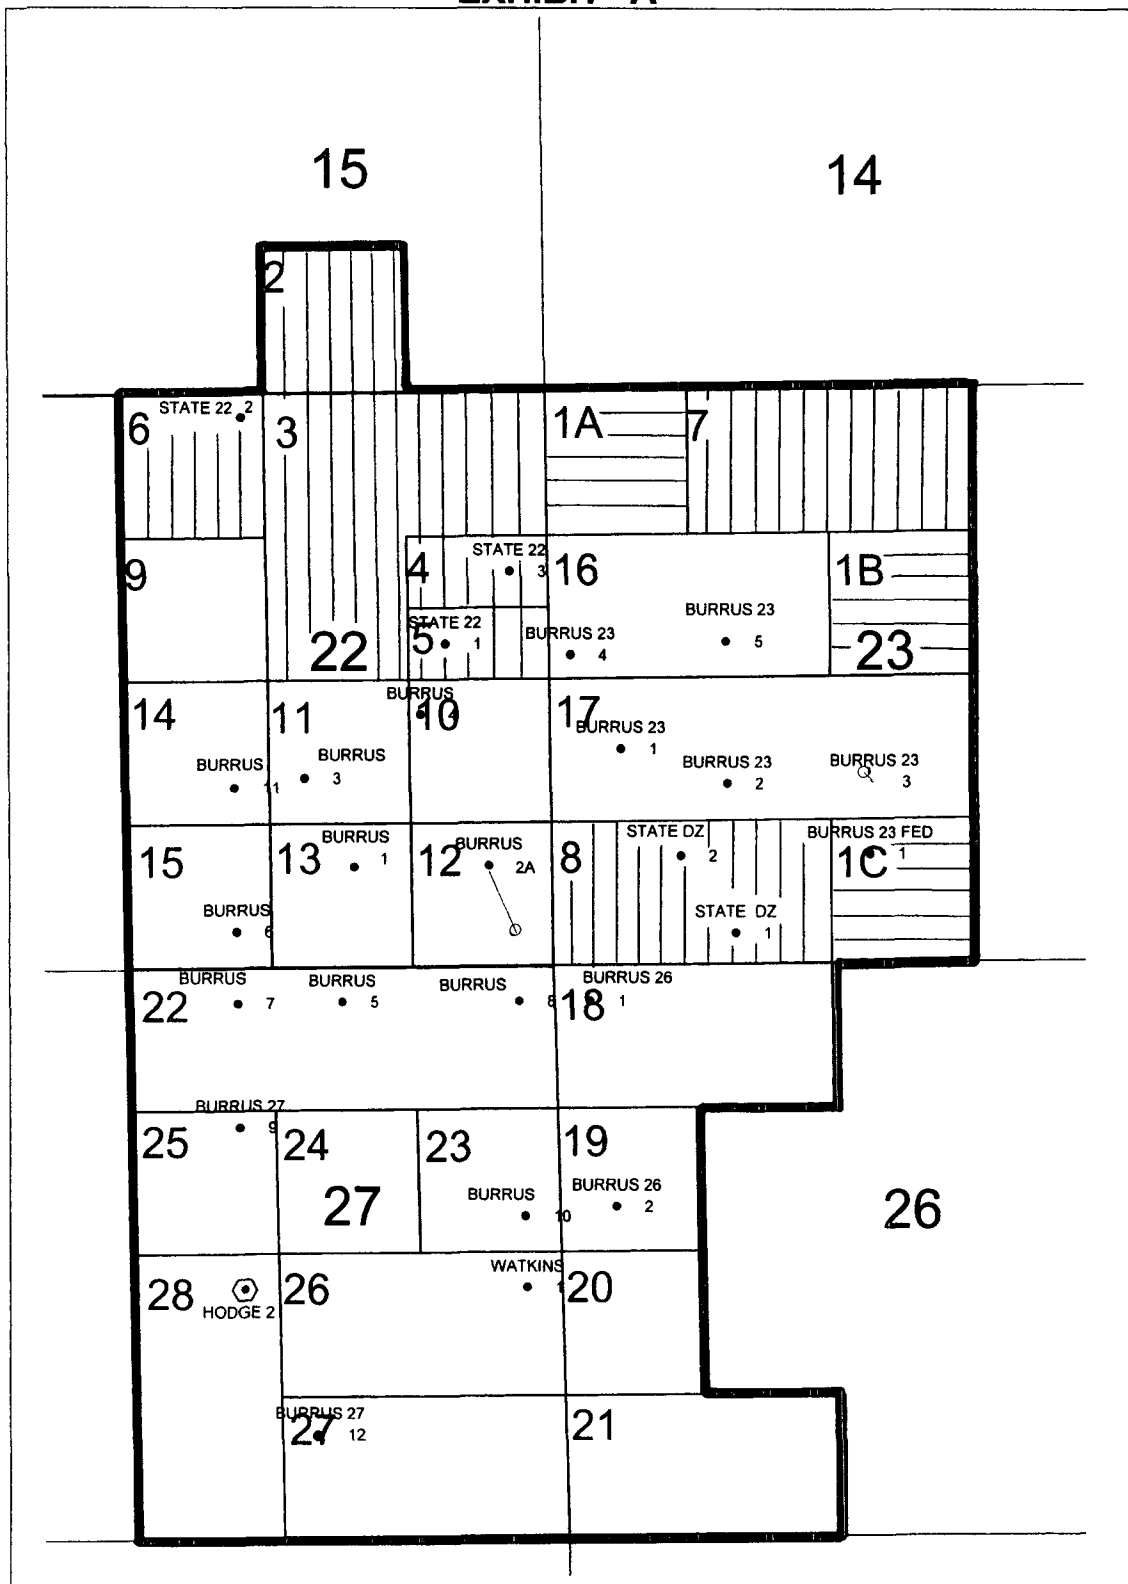 EXHIBIT "A"
15
14
2
6
STATE 22 2
3
1A
7
9
4
STATE 22
3
16
1B
BURRUS 23
5
STATE 22
5
1
BURRUS 23
4
22
23
14
11
BURRUS
10
17
BURRUS 23
1
BURRUS
11
BURRUS
3
BURRUS 23
2
BURRUS 23
3
15
13
BURRUS
1
12
BURRUS
2A
8
STATE DZ
2
BURRUS 23 FED
1
1C
BURRUS
6
STATE DZ
1
22
BURRUS
7
BURRUS
5
BURRUS
8
18
BURRUS 26
1
BURRUS 27
9
25
24
23
19
27
BURRUS
10
BURRUS 26
2
26
28
HODGE 2
26
WATKINS
1
20
BURRUS 27
27
12
21